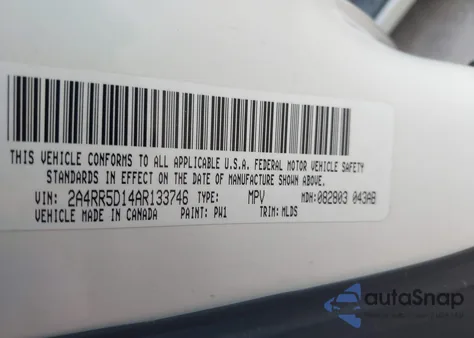 THIS VEHICLE CONFORMS TO ALL APPLICABLE U.S.A. FEDERAL MOTOR VEHICLE SAFETY
STANDARDS IN EFFECT ON THE DATE OF MANUFACTURE SHOWN ABOVE.
VIN: 2A4RR5D14AR133746 TYPE: MPV MDH: 082803 043AB
VEHICLE MADE IN CANADA PAINT: PW1 TRIM: MLDS
autoSnap